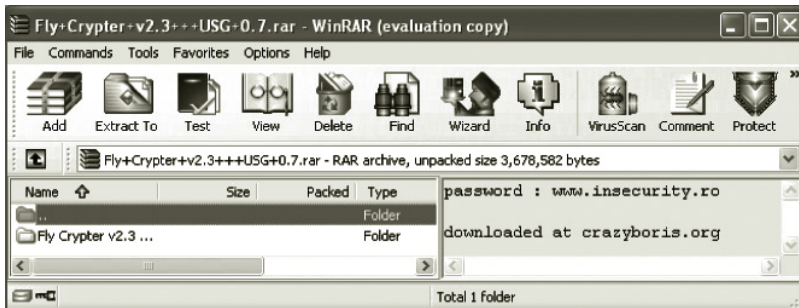 Fly+Crypter+v2.3+++USG+0.7.rar - WinRAR (evaluation copy)
File Commands Tools Favorites Options Help
Add Extract To Test View Delete Find Wizard Info VirusScan Comment Protect
Fly+Crypter+v2.3+++USG+0.7.rar - RAR archive, unpacked size 3,678,582 bytes
Name Size Packed Type
.. Folder
Fly Crypter v2.3 ... Folder
password : www.insecurity.ro
downloaded at crazyboris.org
Total 1 folder